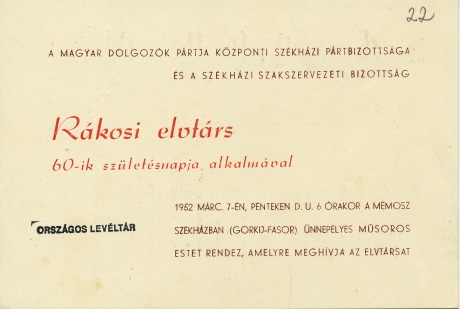 22
A MAGYAR DOLGOZÓK PÁRTJA KÖZPONTI SZÉKHÁZI PÁRTBIZOTTSÁGA
ÉS A SZÉKHÁZI SZAKSZERVEZETI BIZOTTSÁG
Rákosi elvtárs
60-ik születésnapja alkalmával
1952 MÁRC. 7-ÉN, PÉNTEKEN D. U. 6 ÓRAKOR A MÉMOSZ
SZÉKHÁZBAN (GORKIJ-FASOR) ÜNNEPÉLYES MŰSOROS
ESTET RENDEZ, AMELYRE MEGHÍVJA AZ ELVTÁRSAT
ORSZÁGOS LEVÉLTÁR